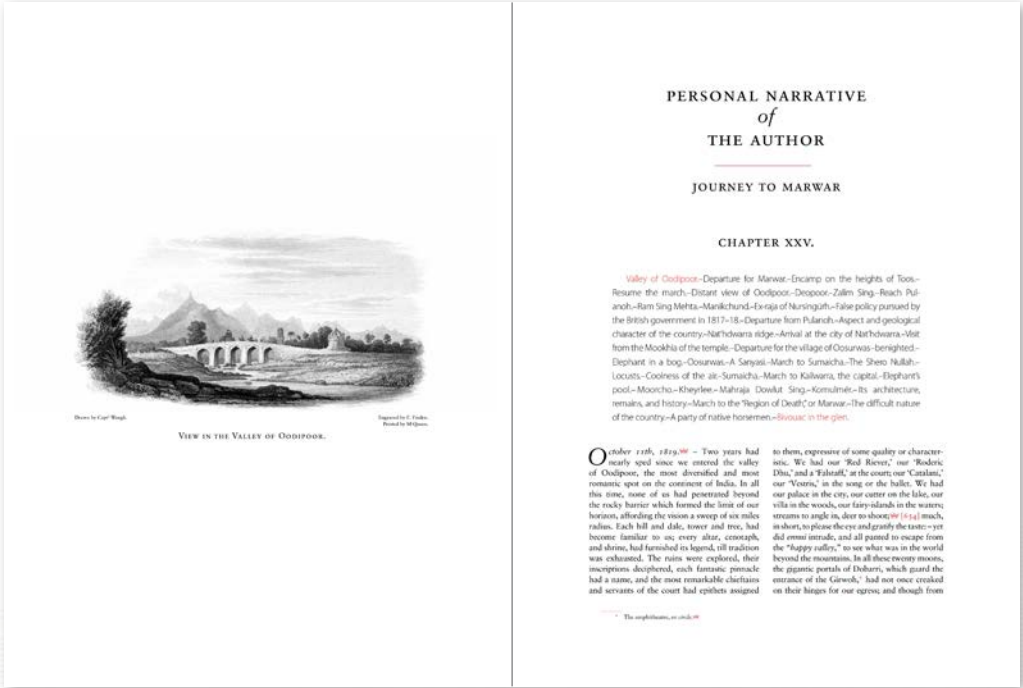 Drawn by Capt. Waugh.
Engraved by E. Finden.
Printed by McQueen.
VIEW IN THE VALLEY OF OODIPOOR.
PERSONAL NARRATIVE
of
THE AUTHOR
JOURNEY TO MARWAR
CHAPTER XXV.
Valley of Oodipoor.–Departure for Marwar.–Encamp on the heights of Toos.–
Resume the march.–Distant view of Oodipoor.–Deopoor.–Zalim Sing.–Reach Pul-
anoh.–Ram Sing Mehta.–Manikchund.–Ex-raja of Nursingurh.–False policy pursued by
the British government in 1817–18.–Departure from Pulanoh.–Aspect and geological
character of the country.–Nat'hdwarra ridge.–Arrival at the city of Nat'hdwarra.–Visit
from the Mookhia of the temple.–Departure for the village of Oosurwas–benighted.–
Elephant in a bog.–Oosurwas.–A Sanyasi.–March to Sumaicha.–The Shero Nullah.–
Locusts.–Coolness of the air.–Sumaicha.–March to Kailwarra, the capital.–Elephant's
pool.–Moorcho.–Kheyrlee.–Mahraja Dowlut Sing.–Komulmér.–Its architecture,
remains, and history.–March to the "Region of Death," or Marwar.–The difficult nature
of the country.–A party of native horsemen.–Bivouac in the glen.
October 11th, 1819. – Two years had
nearly sped since we entered the valley
of Oodipoor, the most diversified and most
romantic spot on the continent of India. In all
this time, none of us had penetrated beyond
the rocky barrier which formed the limit of our
horizon, affording the vision a sweep of six miles
radius. Each hill and dale, tower and tree, had
become familiar to us; every altar, cenotaph,
and shrine, had furnished its legend, till tradition
was exhausted. The ruins were explored, their
inscriptions deciphered, each fantastic pinnacle
had a name, and the most remarkable chieftains
and servants of the court had epithets assigned
to them, expressive of some quality or character-
istic. We had our 'Red Riever,' our 'Roderic
Dhu,' and a 'Falstaff,' at the court; our 'Catalani,'
our 'Vestris,' in the song or the ballet. We had
our palace in the city, our cutter on the lake, our
villa in the woods, our fairy-islands in the waters;
streams to angle in, deer to shoot; [634] much,
in short, to please the eye and gratify the taste: – yet
did ennui intrude, and all panted to escape from
the "happy valley," to see what was in the world
beyond the mountains. In all these twenty moons,
the gigantic portals of Dobarri, which guard the
entrance of the Girwoh,* had not once creaked
on their hinges for our egress; and though from
* The amphitheatre, or circle.